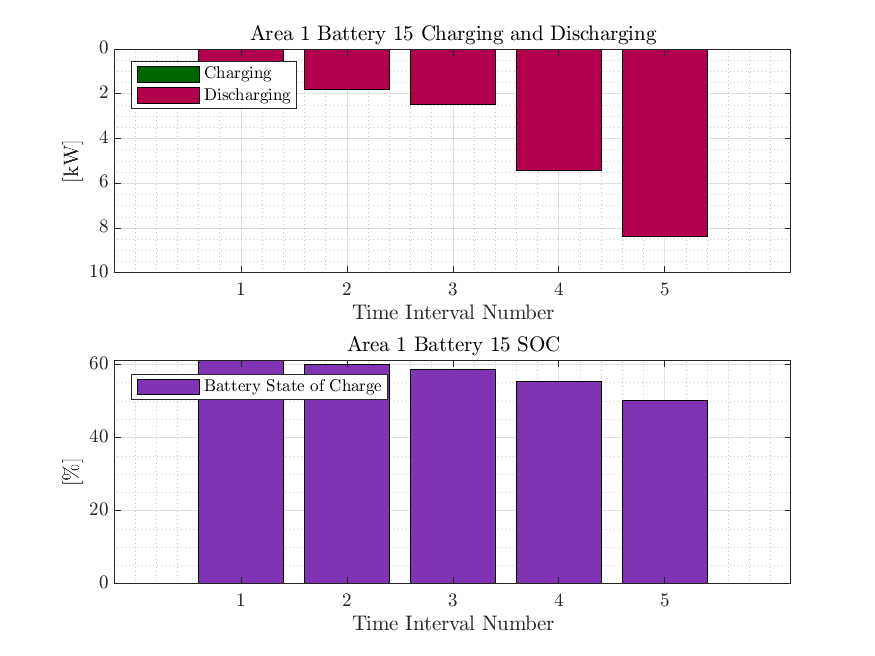 Area 1 Battery 15 Charging and Discharging
0
2
4
6
8
10
[kW]
Charging
Discharging
1 2 3 4 5
Time Interval Number
Area 1 Battery 15 SOC
60
40
20
0
[%]
Battery State of Charge
1 2 3 4 5
Time Interval Number